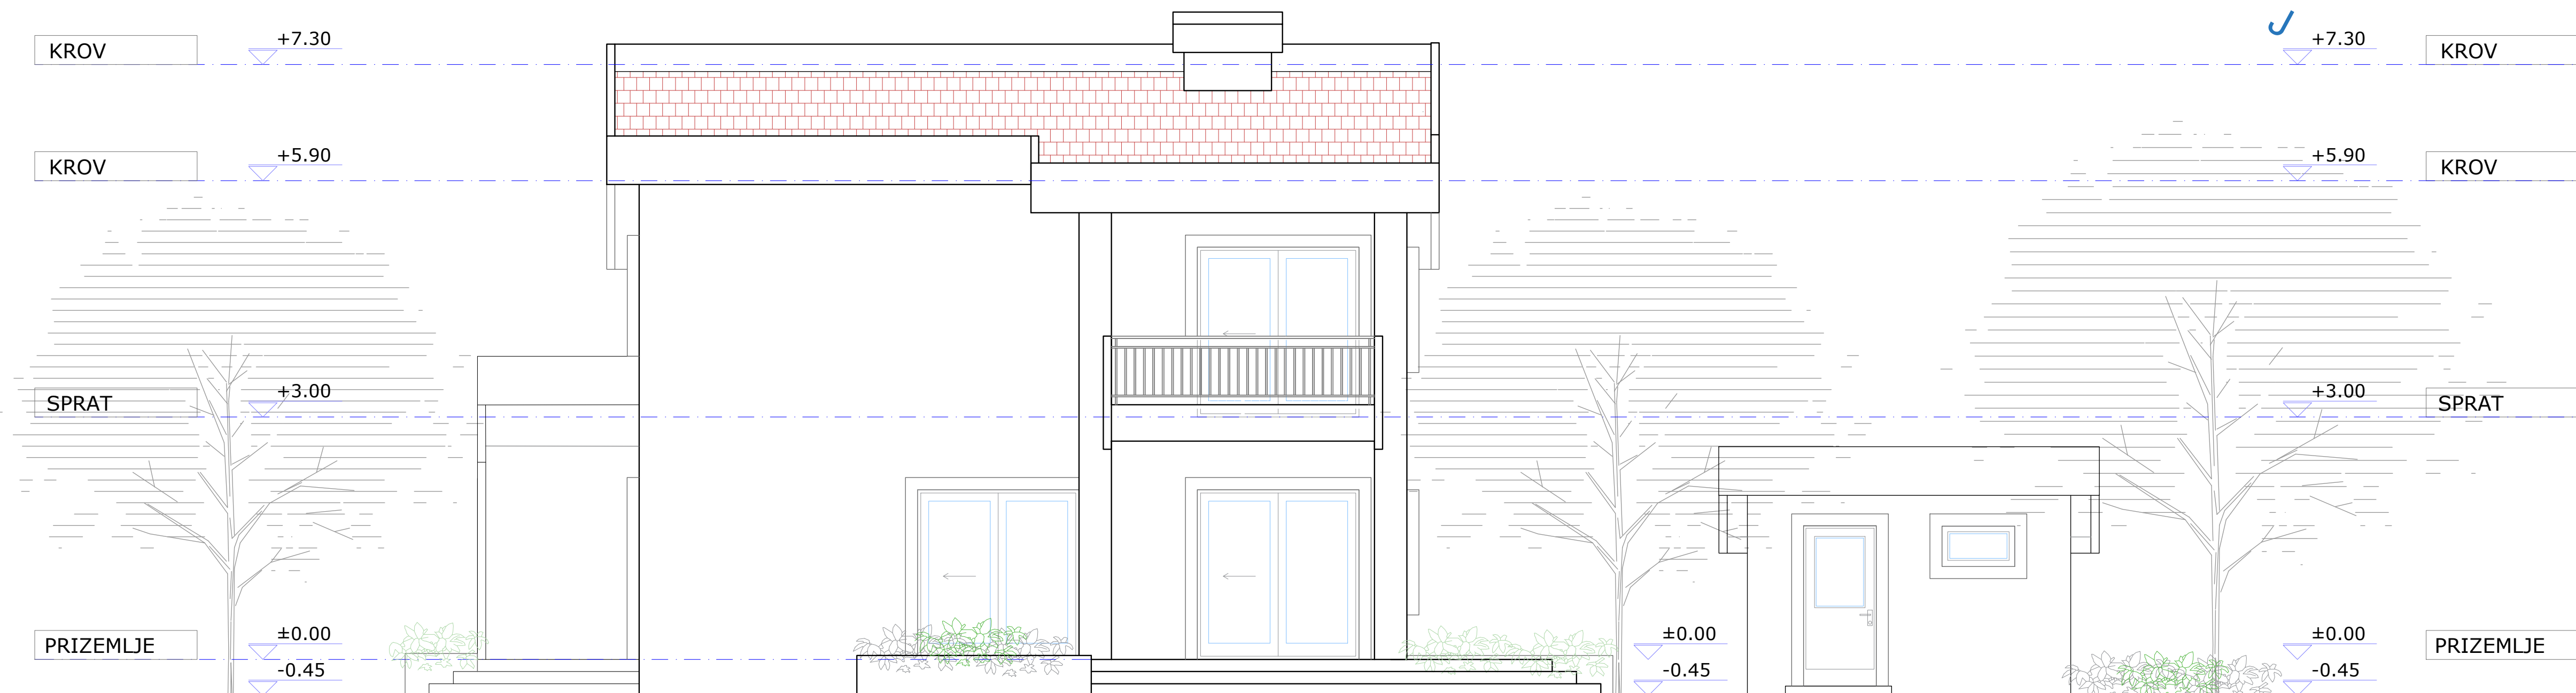 KROV +7.30 +7.30 KROV
KROV +5.90 +5.90 KROV
SPRAT +3.00 +3.00 SPRAT
PRIZEMLJE ±0.00 ±0.00 ±0.00 PRIZEMLJE
-0.45 -0.45 -0.45